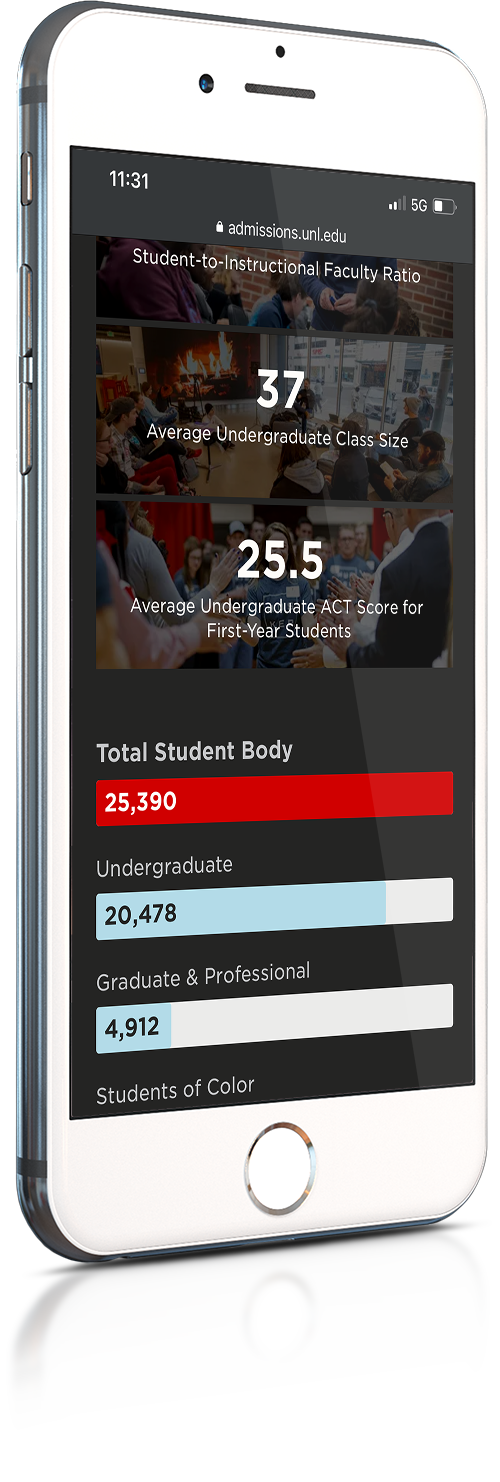 11:31
5G
admissions.unl.edu
Student-to-Instructional Faculty Ratio
37
Average Undergraduate Class Size
25.5
Average Undergraduate ACT Score for
First-Year Students
Total Student Body
25,390
Undergraduate
20,478
Graduate & Professional
4,912
Students of Color